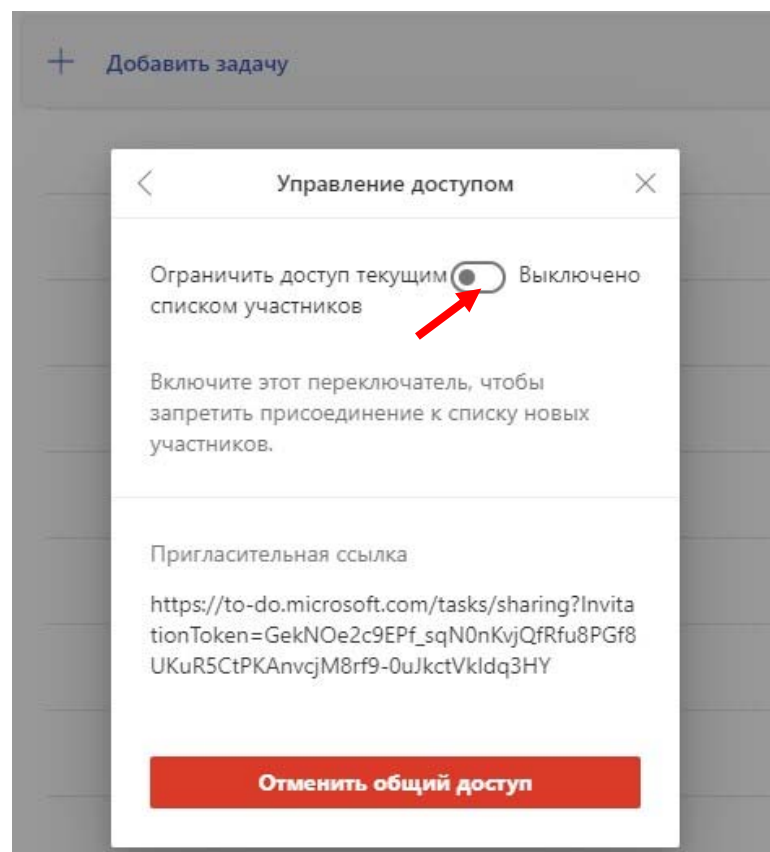 Добавить задачу
Управление доступом
Ограничить доступ текущим Выключено
списком участников
Включите этот переключатель, чтобы
запретить присоединение к списку новых
участников.
Пригласительная ссылка
https://to-do.microsoft.com/tasks/sharing?Invita
tionToken=GekNOe2c9EPf_sqN0nKvjQfRfu8PGf8
UKuR5CtPKAnvcjM8rf9-0uJkctVkldq3HY
Отменить общий доступ